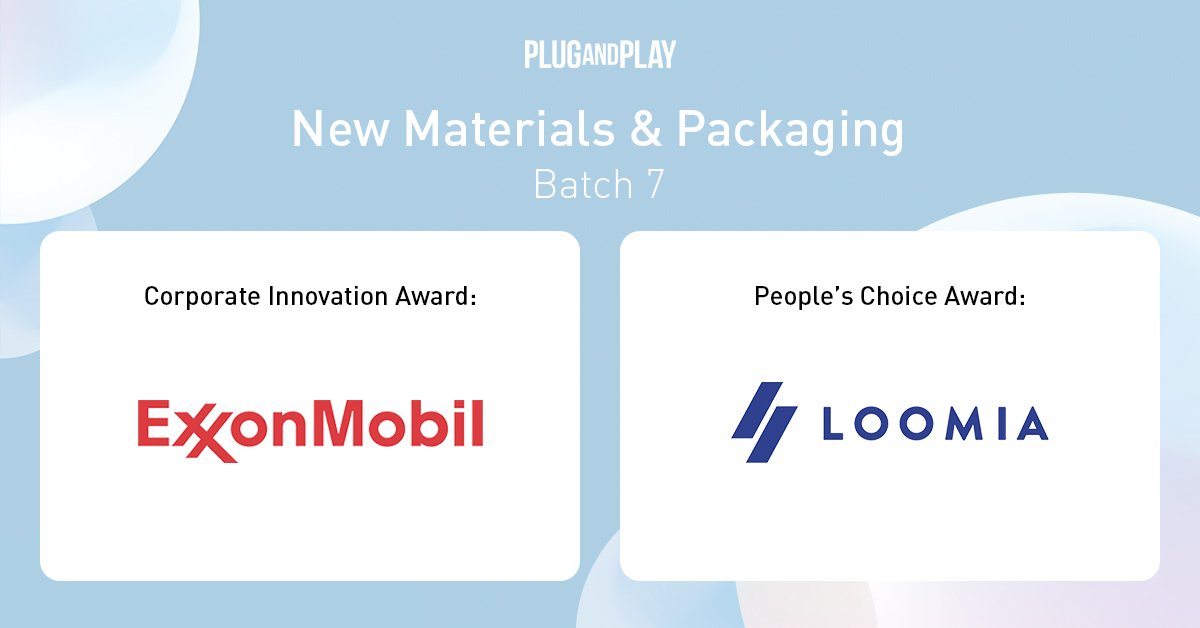 PLUGANDPLAY
New Materials & Packaging
Batch 7
Corporate Innovation Award:
ExxonMobil
People's Choice Award:
LOOMIA